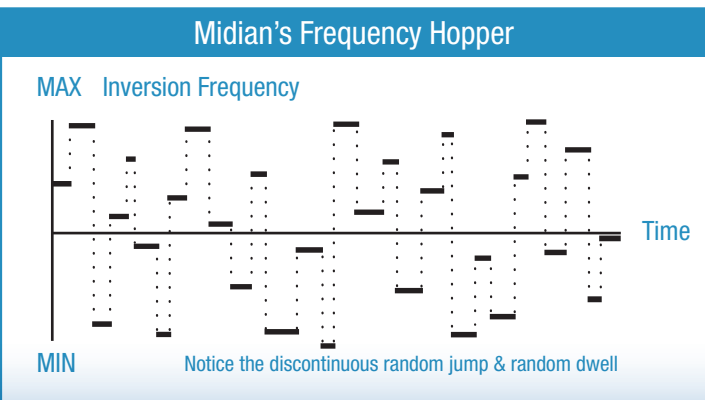 Midian's Frequency Hopper
MAX Inversion Frequency
Time
MIN
Notice the discontinuous random jump & random dwell